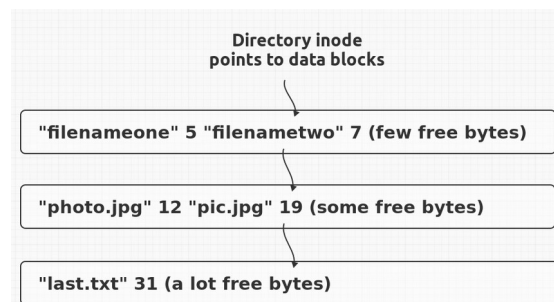 Directory inode
points to data blocks
"filenameone" 5 "filenametwo" 7 (few free bytes)
"photo.jpg" 12 "pic.jpg" 19 (some free bytes)
"last.txt" 31 (a lot free bytes)